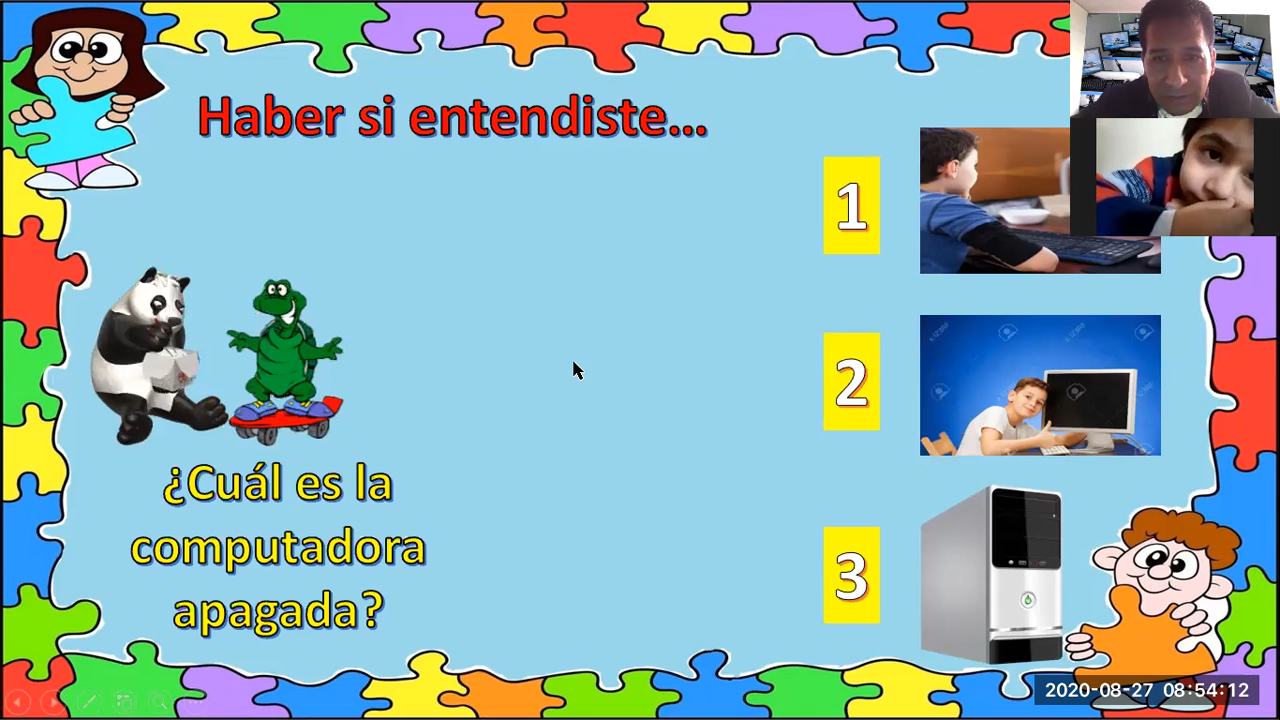 Haber si entendiste...
1
2
¿Cuál es la
computadora
apagada?
3
2020-08-27 08:54:12